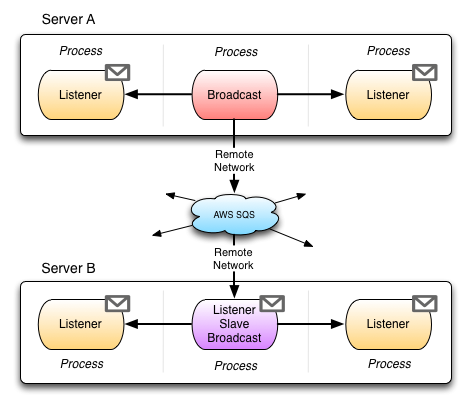 Server A
Process
Process
Process
Listener
Broadcast
Listener
Remote
Network
AWS SQS
Remote
Network
Server B
Listener
Listener
Slave
Broadcast
Listener
Process
Process
Process